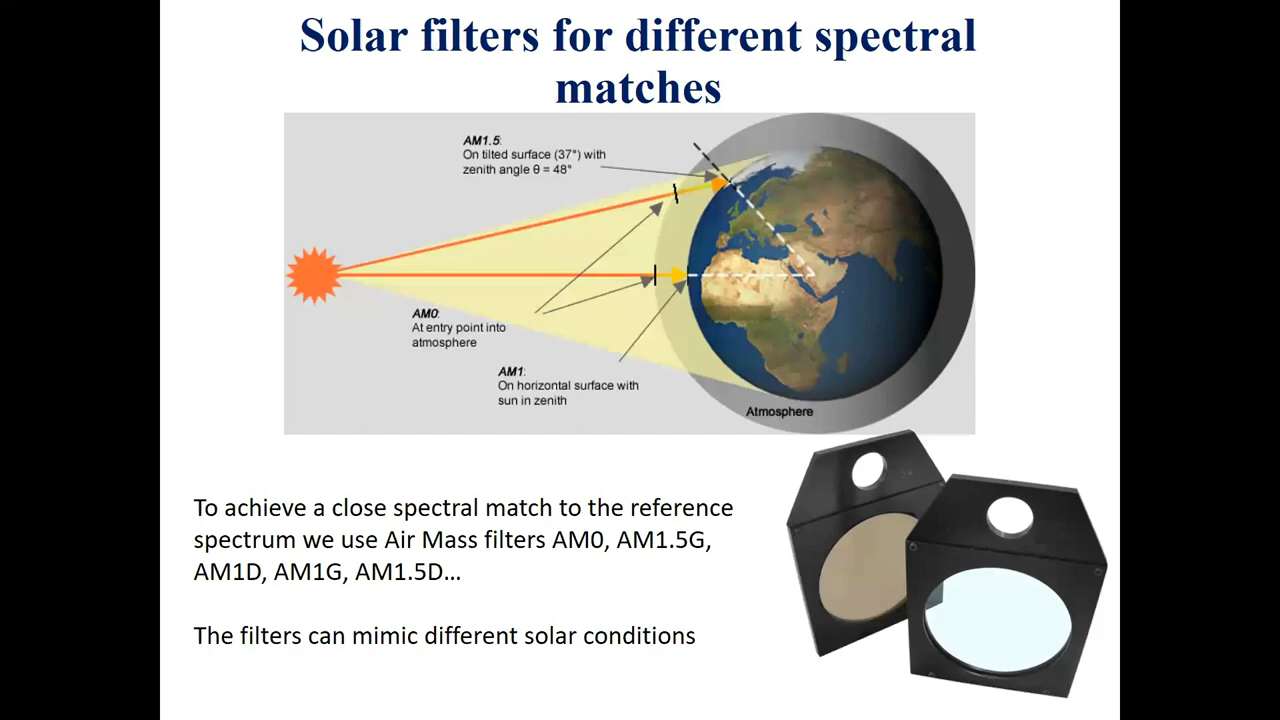 Solar filters for different spectral
matches
AM1.5:
On tilted surface (37°) with
zenith angle θ = 48°
AM0:
At entry point into
atmosphere
AM1:
On horizontal surface with
sun in zenith
Atmosphere
To achieve a close spectral match to the reference
spectrum we use Air Mass filters AM0, AM1.5G,
AM1D, AM1G, AM1.5D...
The filters can mimic different solar conditions